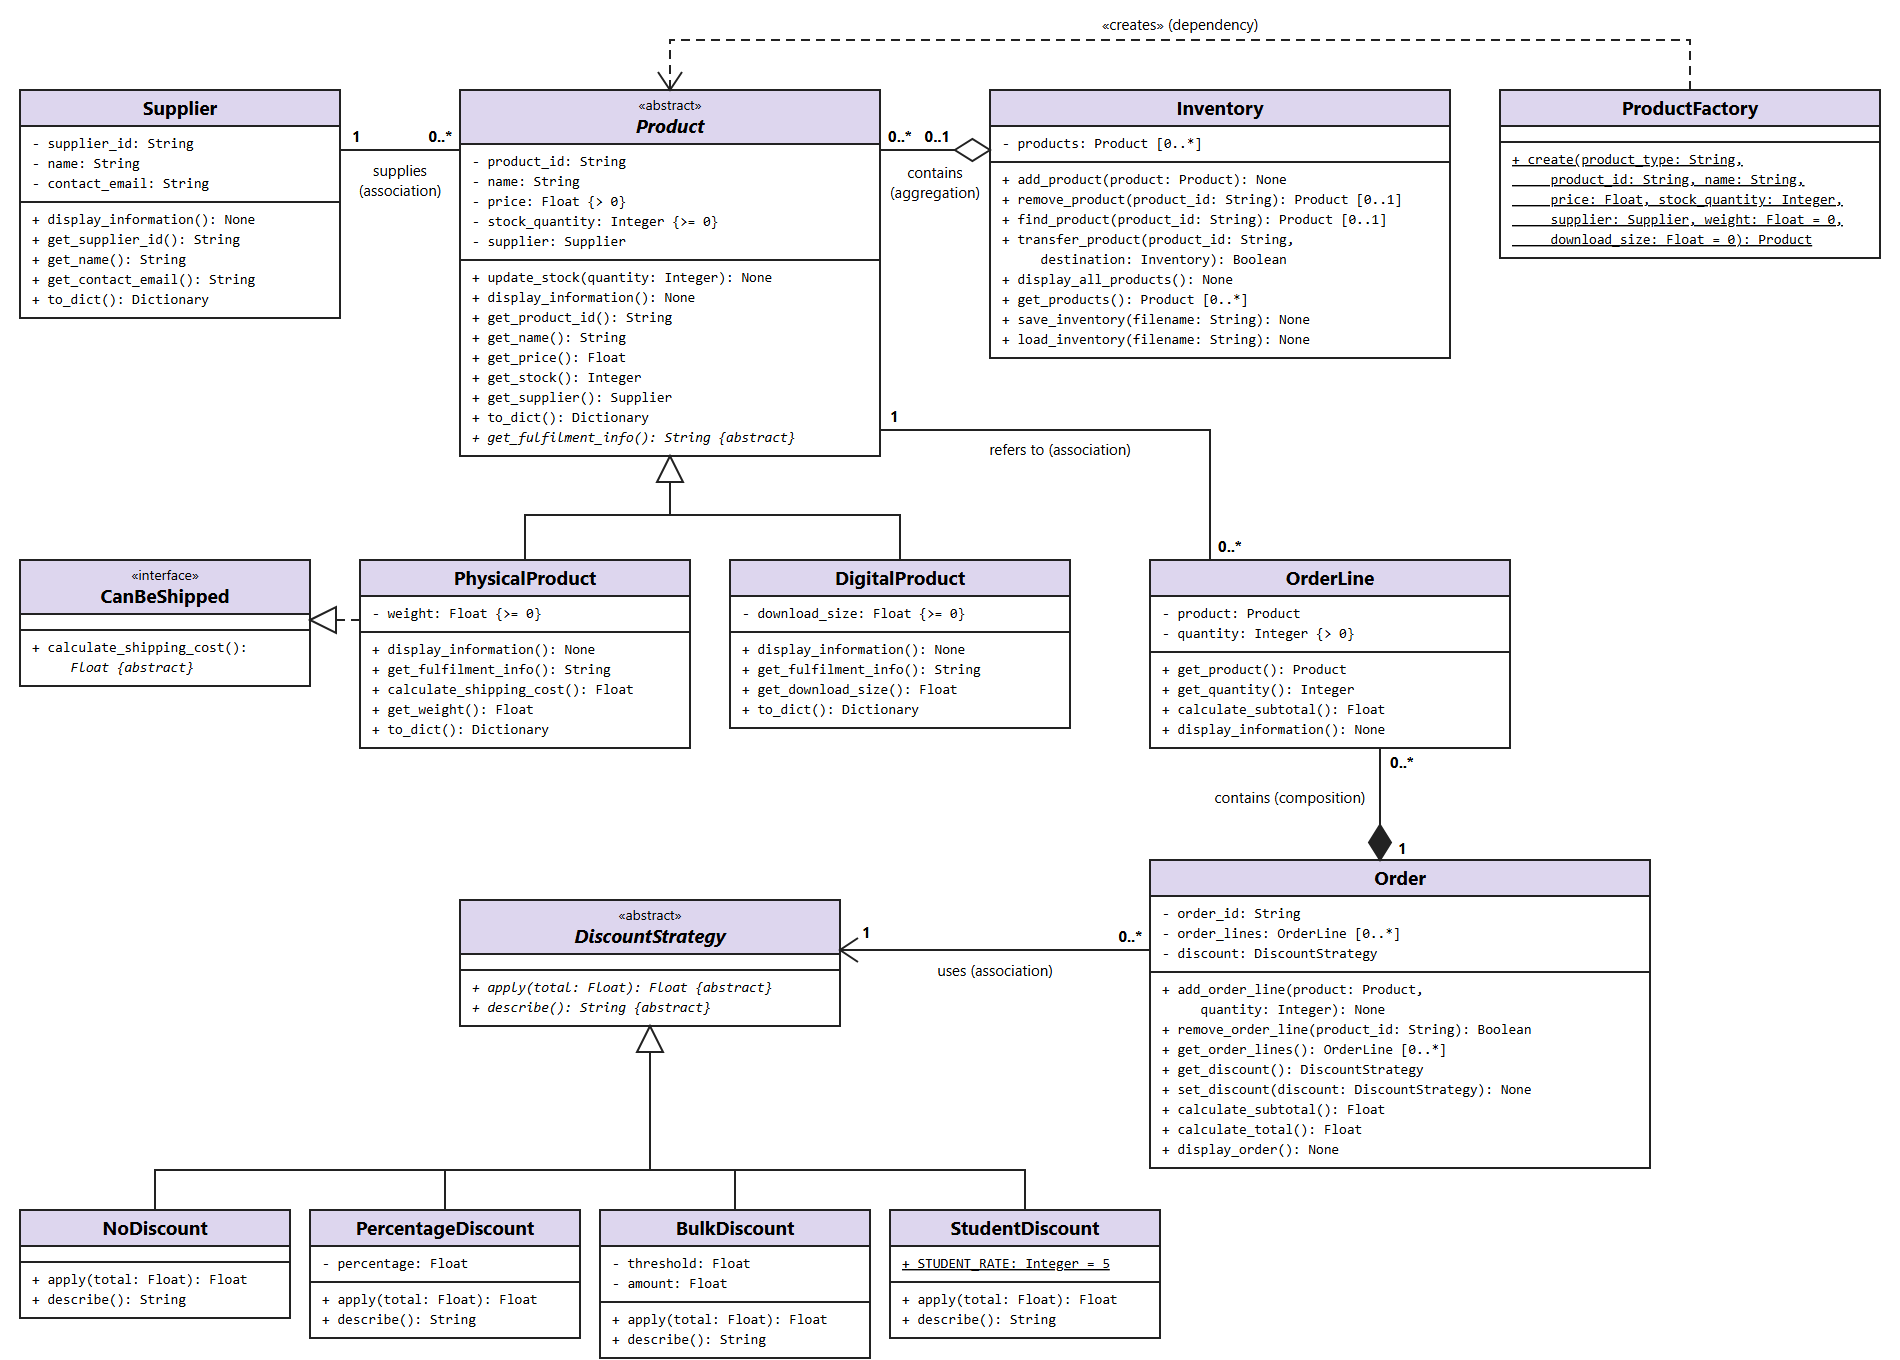 «creates» (dependency)
Supplier
- supplier_id: String
- name: String
- contact_email: String
+ display_information(): None
+ get_supplier_id(): String
+ get_name(): String
+ get_contact_email(): String
+ to_dict(): Dictionary
1
0..*
supplies
(association)
«abstract»
Product
- product_id: String
- name: String
- price: Float {> 0}
- stock_quantity: Integer {>= 0}
- supplier: Supplier
+ update_stock(quantity: Integer): None
+ display_information(): None
+ get_product_id(): String
+ get_name(): String
+ get_price(): Float
+ get_stock(): Integer
+ get_supplier(): Supplier
+ to_dict(): Dictionary
+ get_fulfilment_info(): String {abstract}
0..*
0..1
contains
(aggregation)
Inventory
- products: Product [0..*]
+ add_product(product: Product): None
+ remove_product(product_id: String): Product [0..1]
+ find_product(product_id: String): Product [0..1]
+ transfer_product(product_id: String,
destination: Inventory): Boolean
+ display_all_products(): None
+ get_products(): Product [0..*]
+ save_inventory(filename: String): None
+ load_inventory(filename: String): None
ProductFactory
+ create(product_type: String,
product_id: String, name: String,
price: Float, stock_quantity: Integer,
supplier: Supplier, weight: Float = 0,
download_size: Float = 0): Product
1
refers to (association)
0..*
«interface»
CanBeShipped
+ calculate_shipping_cost():
Float {abstract}
PhysicalProduct
- weight: Float {>= 0}
+ display_information(): None
+ get_fulfilment_info(): String
+ calculate_shipping_cost(): Float
+ get_weight(): Float
+ to_dict(): Dictionary
DigitalProduct
- download_size: Float {>= 0}
+ display_information(): None
+ get_fulfilment_info(): String
+ get_download_size(): Float
+ to_dict(): Dictionary
OrderLine
- product: Product
- quantity: Integer {> 0}
+ get_product(): Product
+ get_quantity(): Integer
+ calculate_subtotal(): Float
+ display_information(): None
0..*
contains (composition)
1
Order
- order_id: String
- order_lines: OrderLine [0..*]
- discount: DiscountStrategy
+ add_order_line(product: Product,
quantity: Integer): None
+ remove_order_line(product_id: String): Boolean
+ get_order_lines(): OrderLine [0..*]
+ get_discount(): DiscountStrategy
+ set_discount(discount: DiscountStrategy): None
+ calculate_subtotal(): Float
+ calculate_total(): Float
+ display_order(): None
«abstract»
DiscountStrategy
+ apply(total: Float): Float {abstract}
+ describe(): String {abstract}
1
0..*
uses (association)
NoDiscount
+ apply(total: Float): Float
+ describe(): String
PercentageDiscount
- percentage: Float
+ apply(total: Float): Float
+ describe(): String
BulkDiscount
- threshold: Float
- amount: Float
+ apply(total: Float): Float
+ describe(): String
StudentDiscount
+ STUDENT_RATE: Integer = 5
+ apply(total: Float): Float
+ describe(): String